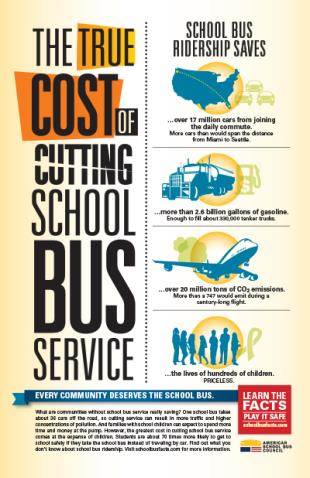 THE TRUE
COST OF
CUTTING
SCHOOL
BUS
SERVICE
SCHOOL BUS
RIDERSHIP SAVES
...over 17 million cars from joining
the daily commute.
More cars than would span the distance
from Miami to Seattle.
...more than 2.6 billion gallons of gasoline.
Enough to fill about 330,000 tanker trucks.
...over 20 million tons of CO2 emissions.
More than a 747 would emit during a
century-long flight.
...the lives of hundreds of children.
PRICELESS.
EVERY COMMUNITY DESERVES THE SCHOOL BUS.
What are communities without school bus service really saving? One school bus takes
about 36 cars off the road, so cutting service can result in more traffic and higher
concentrations of pollution. And families with school children can expect to spend more
time and money at the pump. However, the greatest cost in cutting school bus service
comes at the expense of children. Students are about 70 times more likely to get to
school safely if they take the school bus instead of traveling by car. Find out what you
don't know about school bus ridership. Visit schoolbusfacts.com for more information.
LEARN THE
FACTS
PLAY IT SAFE
schoolbusfacts.com
AMERICAN
SCHOOL BUS
COUNCIL